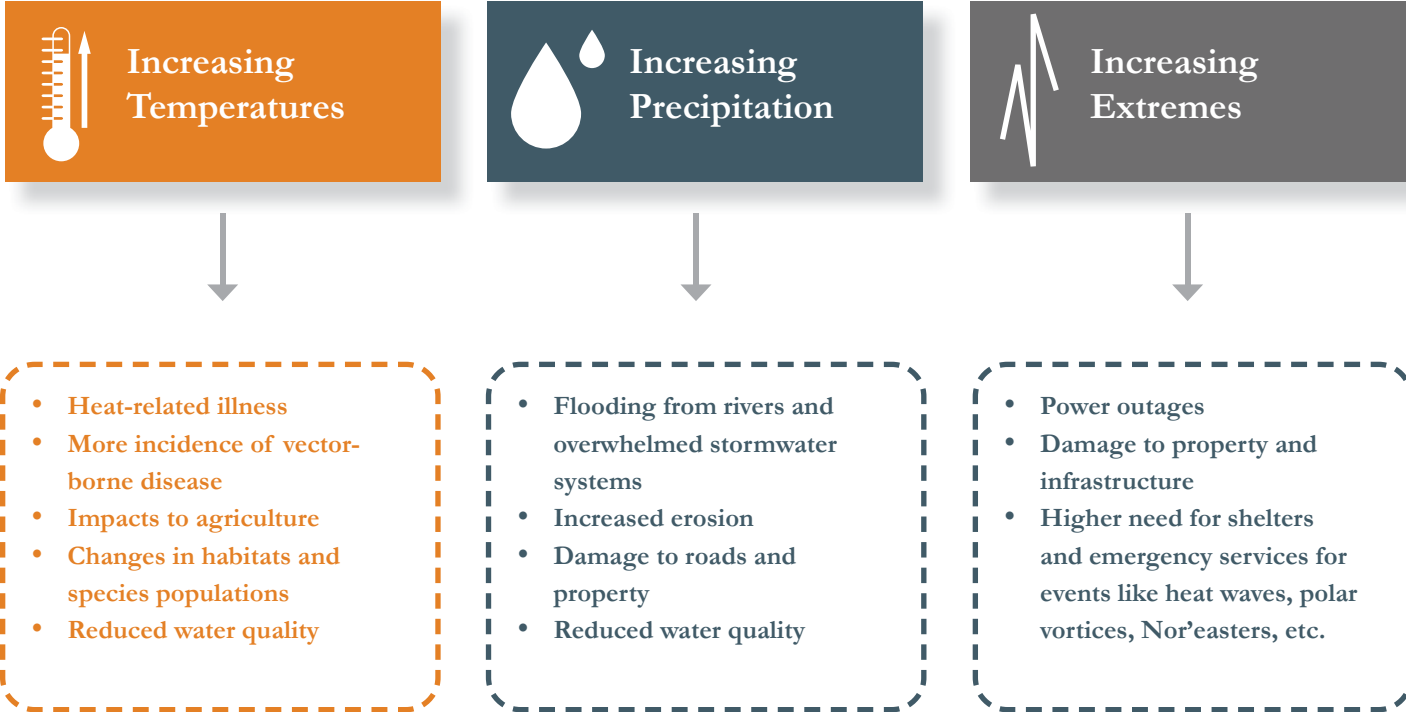 Increasing
Temperatures
Increasing
Precipitation
Increasing
Extremes
• Heat-related illness
• More incidence of vector-
borne disease
• Impacts to agriculture
• Changes in habitats and
species populations
• Reduced water quality
• Flooding from rivers and
overwhelmed stormwater
systems
• Increased erosion
• Damage to roads and
property
• Reduced water quality
• Power outages
• Damage to property and
infrastructure
• Higher need for shelters
and emergency services for
events like heat waves, polar
vortices, Nor’easters, etc.